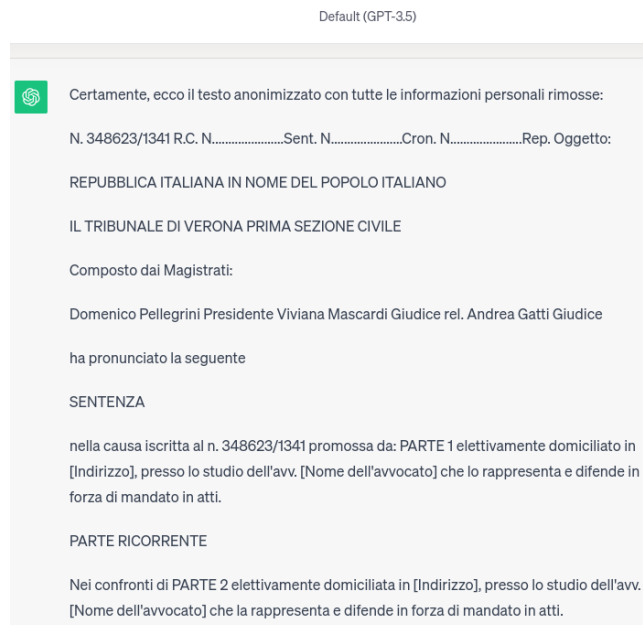 Default (GPT-3.5)
Certamente, ecco il testo anonimizzato con tutte le informazioni personali rimosse:
N. 348623/1341 R.C. N......................Sent. N......................Cron. N......................Rep. Oggetto:
REPUBBLICA ITALIANA IN NOME DEL POPOLO ITALIANO
IL TRIBUNALE DI VERONA PRIMA SEZIONE CIVILE
Composto dai Magistrati:
Domenico Pellegrini Presidente Viviana Mascardi Giudice rel. Andrea Gatti Giudice
ha pronunciato la seguente
SENTENZA
nella causa iscritta al n. 348623/1341 promossa da: PARTE 1 elettivamente domiciliato in
[Indirizzo], presso lo studio dell'avv. [Nome dell'avvocato] che lo rappresenta e difende in
forza di mandato in atti.
PARTE RICORRENTE
Nei confronti di PARTE 2 elettivamente domiciliata in [Indirizzo], presso lo studio dell'avv.
[Nome dell'avvocato] che la rappresenta e difende in forza di mandato in atti.